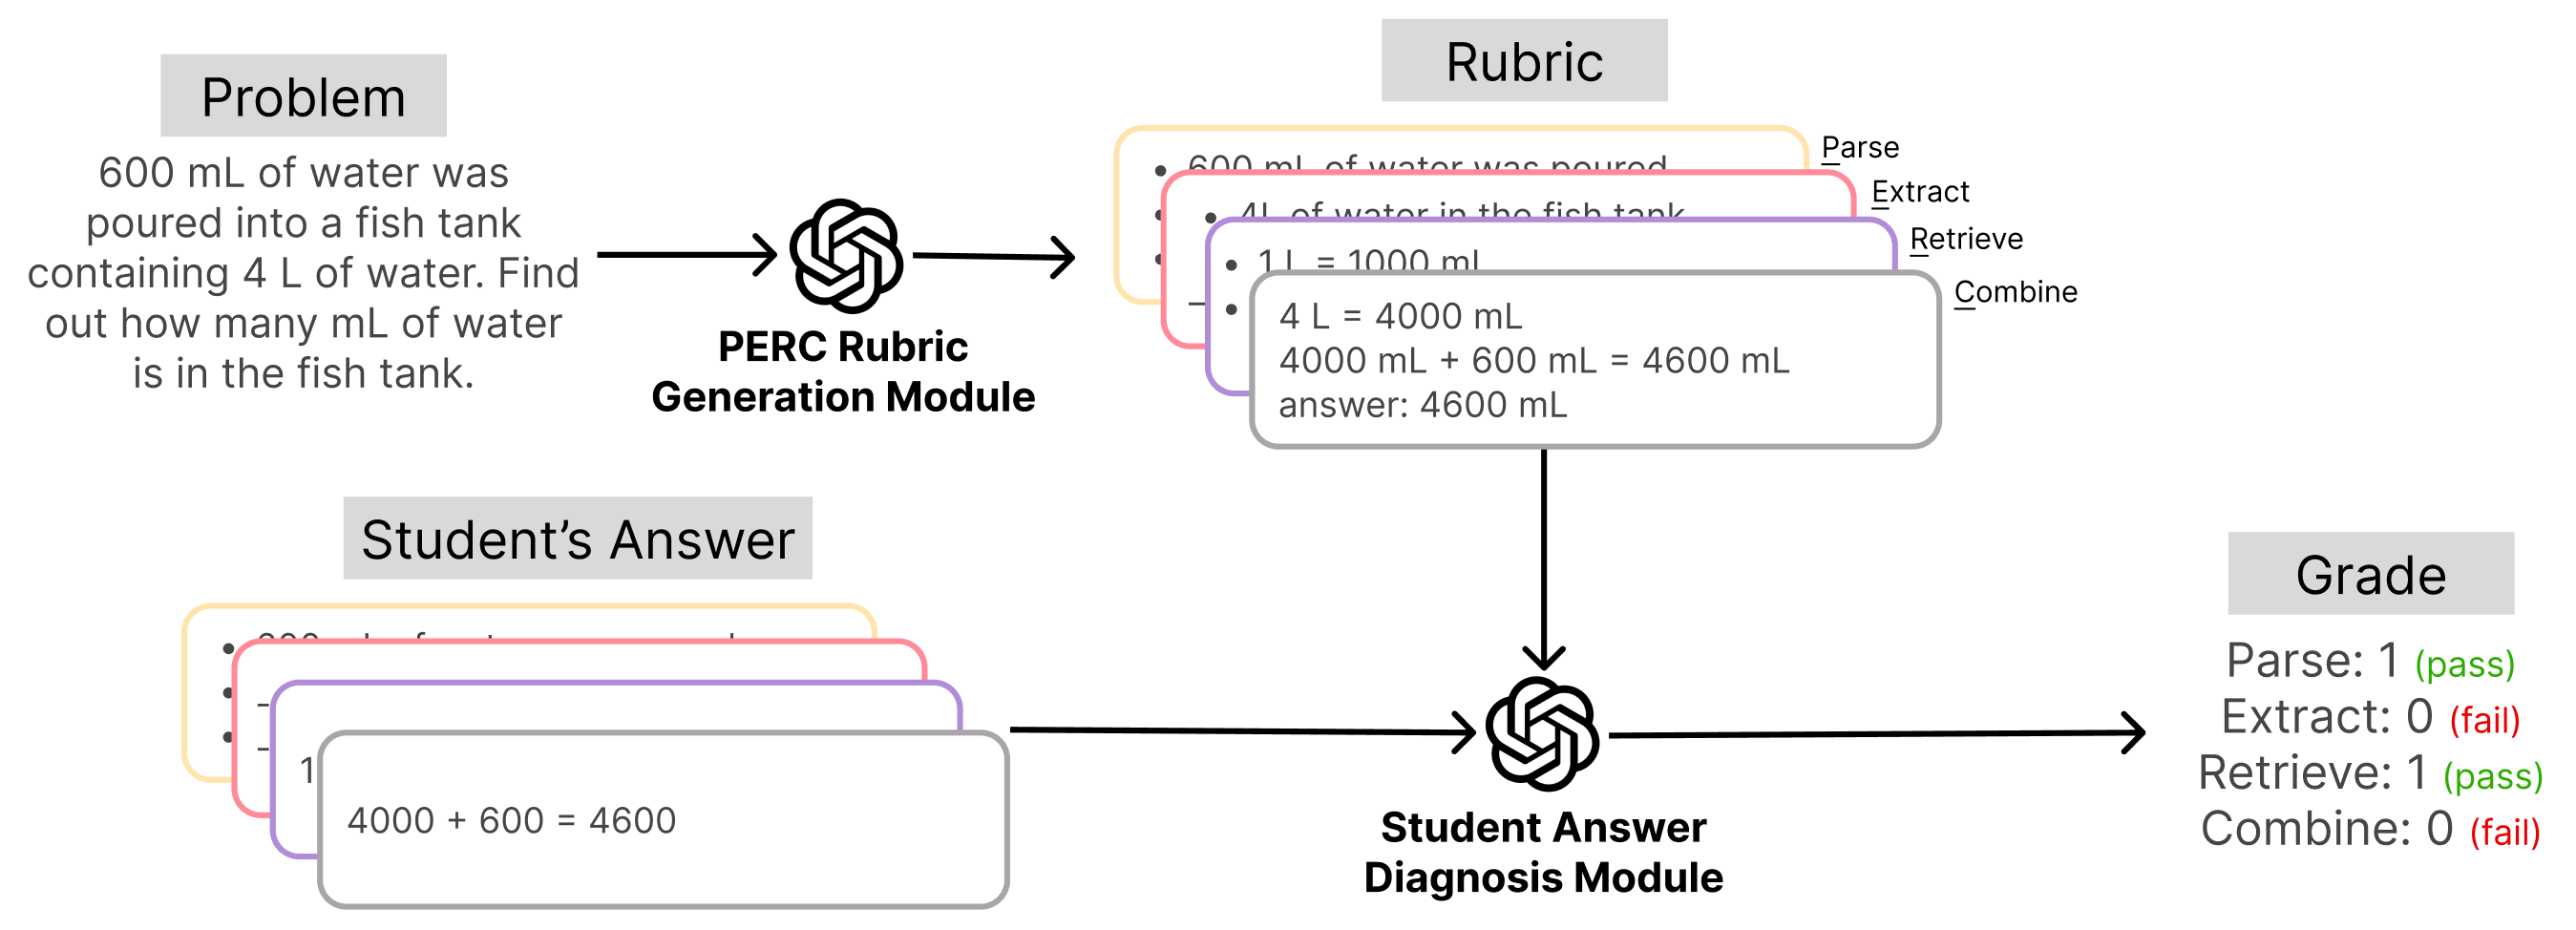 Problem
600 mL of water was
poured into a fish tank
containing 4 L of water. Find
out how many mL of water
is in the fish tank.
PERC Rubric
Generation Module
Rubric
• 600 mL of water was poured
Parse
• 4L of water in the fish tank
Extract
• 1 L = 1000 mL
Retrieve
4 L = 4000 mL
4000 mL + 600 mL = 4600 mL
answer: 4600 mL
Combine
Student’s Answer
1
4000 + 600 = 4600
Student Answer
Diagnosis Module
Grade
Parse: 1 (pass)
Extract: 0 (fail)
Retrieve: 1 (pass)
Combine: 0 (fail)